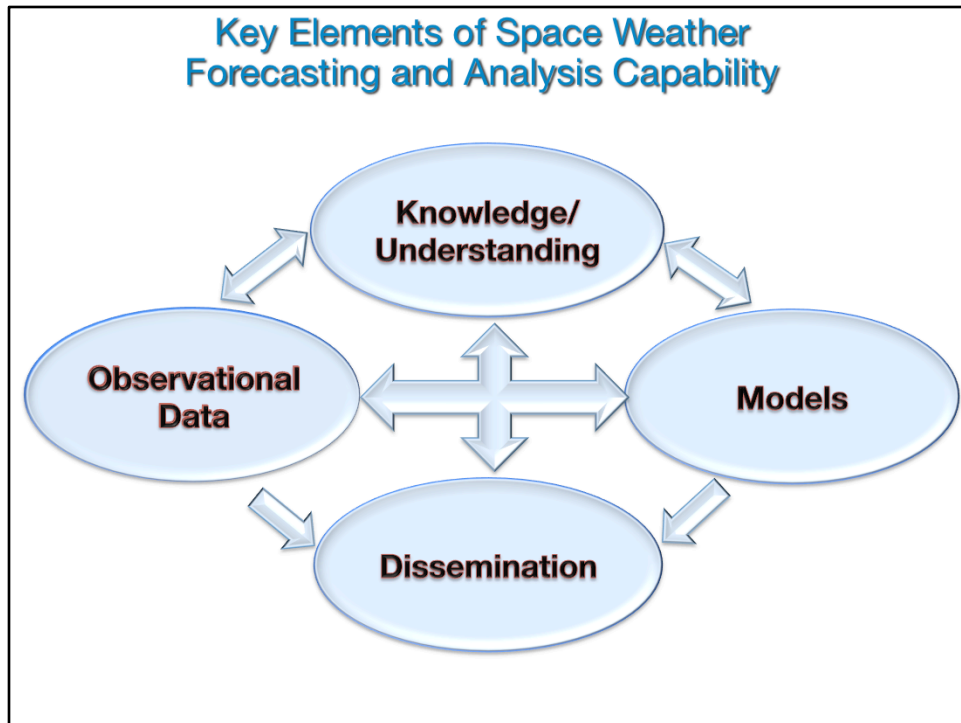 Key Elements of Space Weather
Forecasting and Analysis Capability
Knowledge/
Understanding
Observational
Data
Models
Dissemination